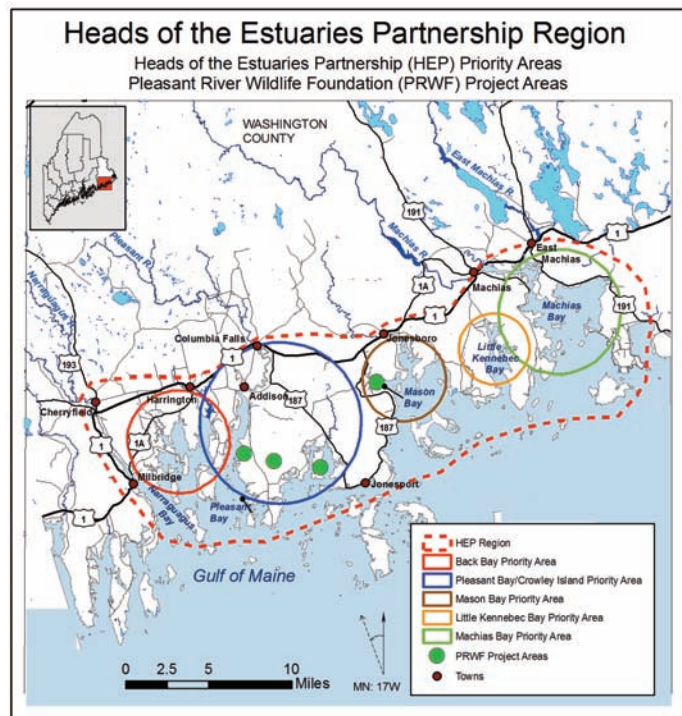 Heads of the Estuaries Partnership Region
Heads of the Estuaries Partnership (HEP) Priority Areas
Pleasant River Wildlife Foundation (PRWF) Project Areas
WASHINGTON
COUNTY
East Machias R.
191
Machias R.
1
Pleasant R.
1A
East
Machias
Machias
Narraguagus R.
1
Machias
Bay
191
Columbia Falls
Jonesboro
1
Little
Kennebec
Bay
193
Harrington
Addison
187
Mason
Bay
Cherryfield
187
1A
1
Milbridge
Jonesport
Narraguagus
Bay
Pleasant
Bay
1
Gulf of Maine
HEP Region
Back Bay Priority Area
Pleasant Bay/Crowley Island Priority Area
Mason Bay Priority Area
Little Kennebec Bay Priority Area
Machias Bay Priority Area
PRWF Project Areas
Towns
0 2.5 5 10
Miles
MN: 17W